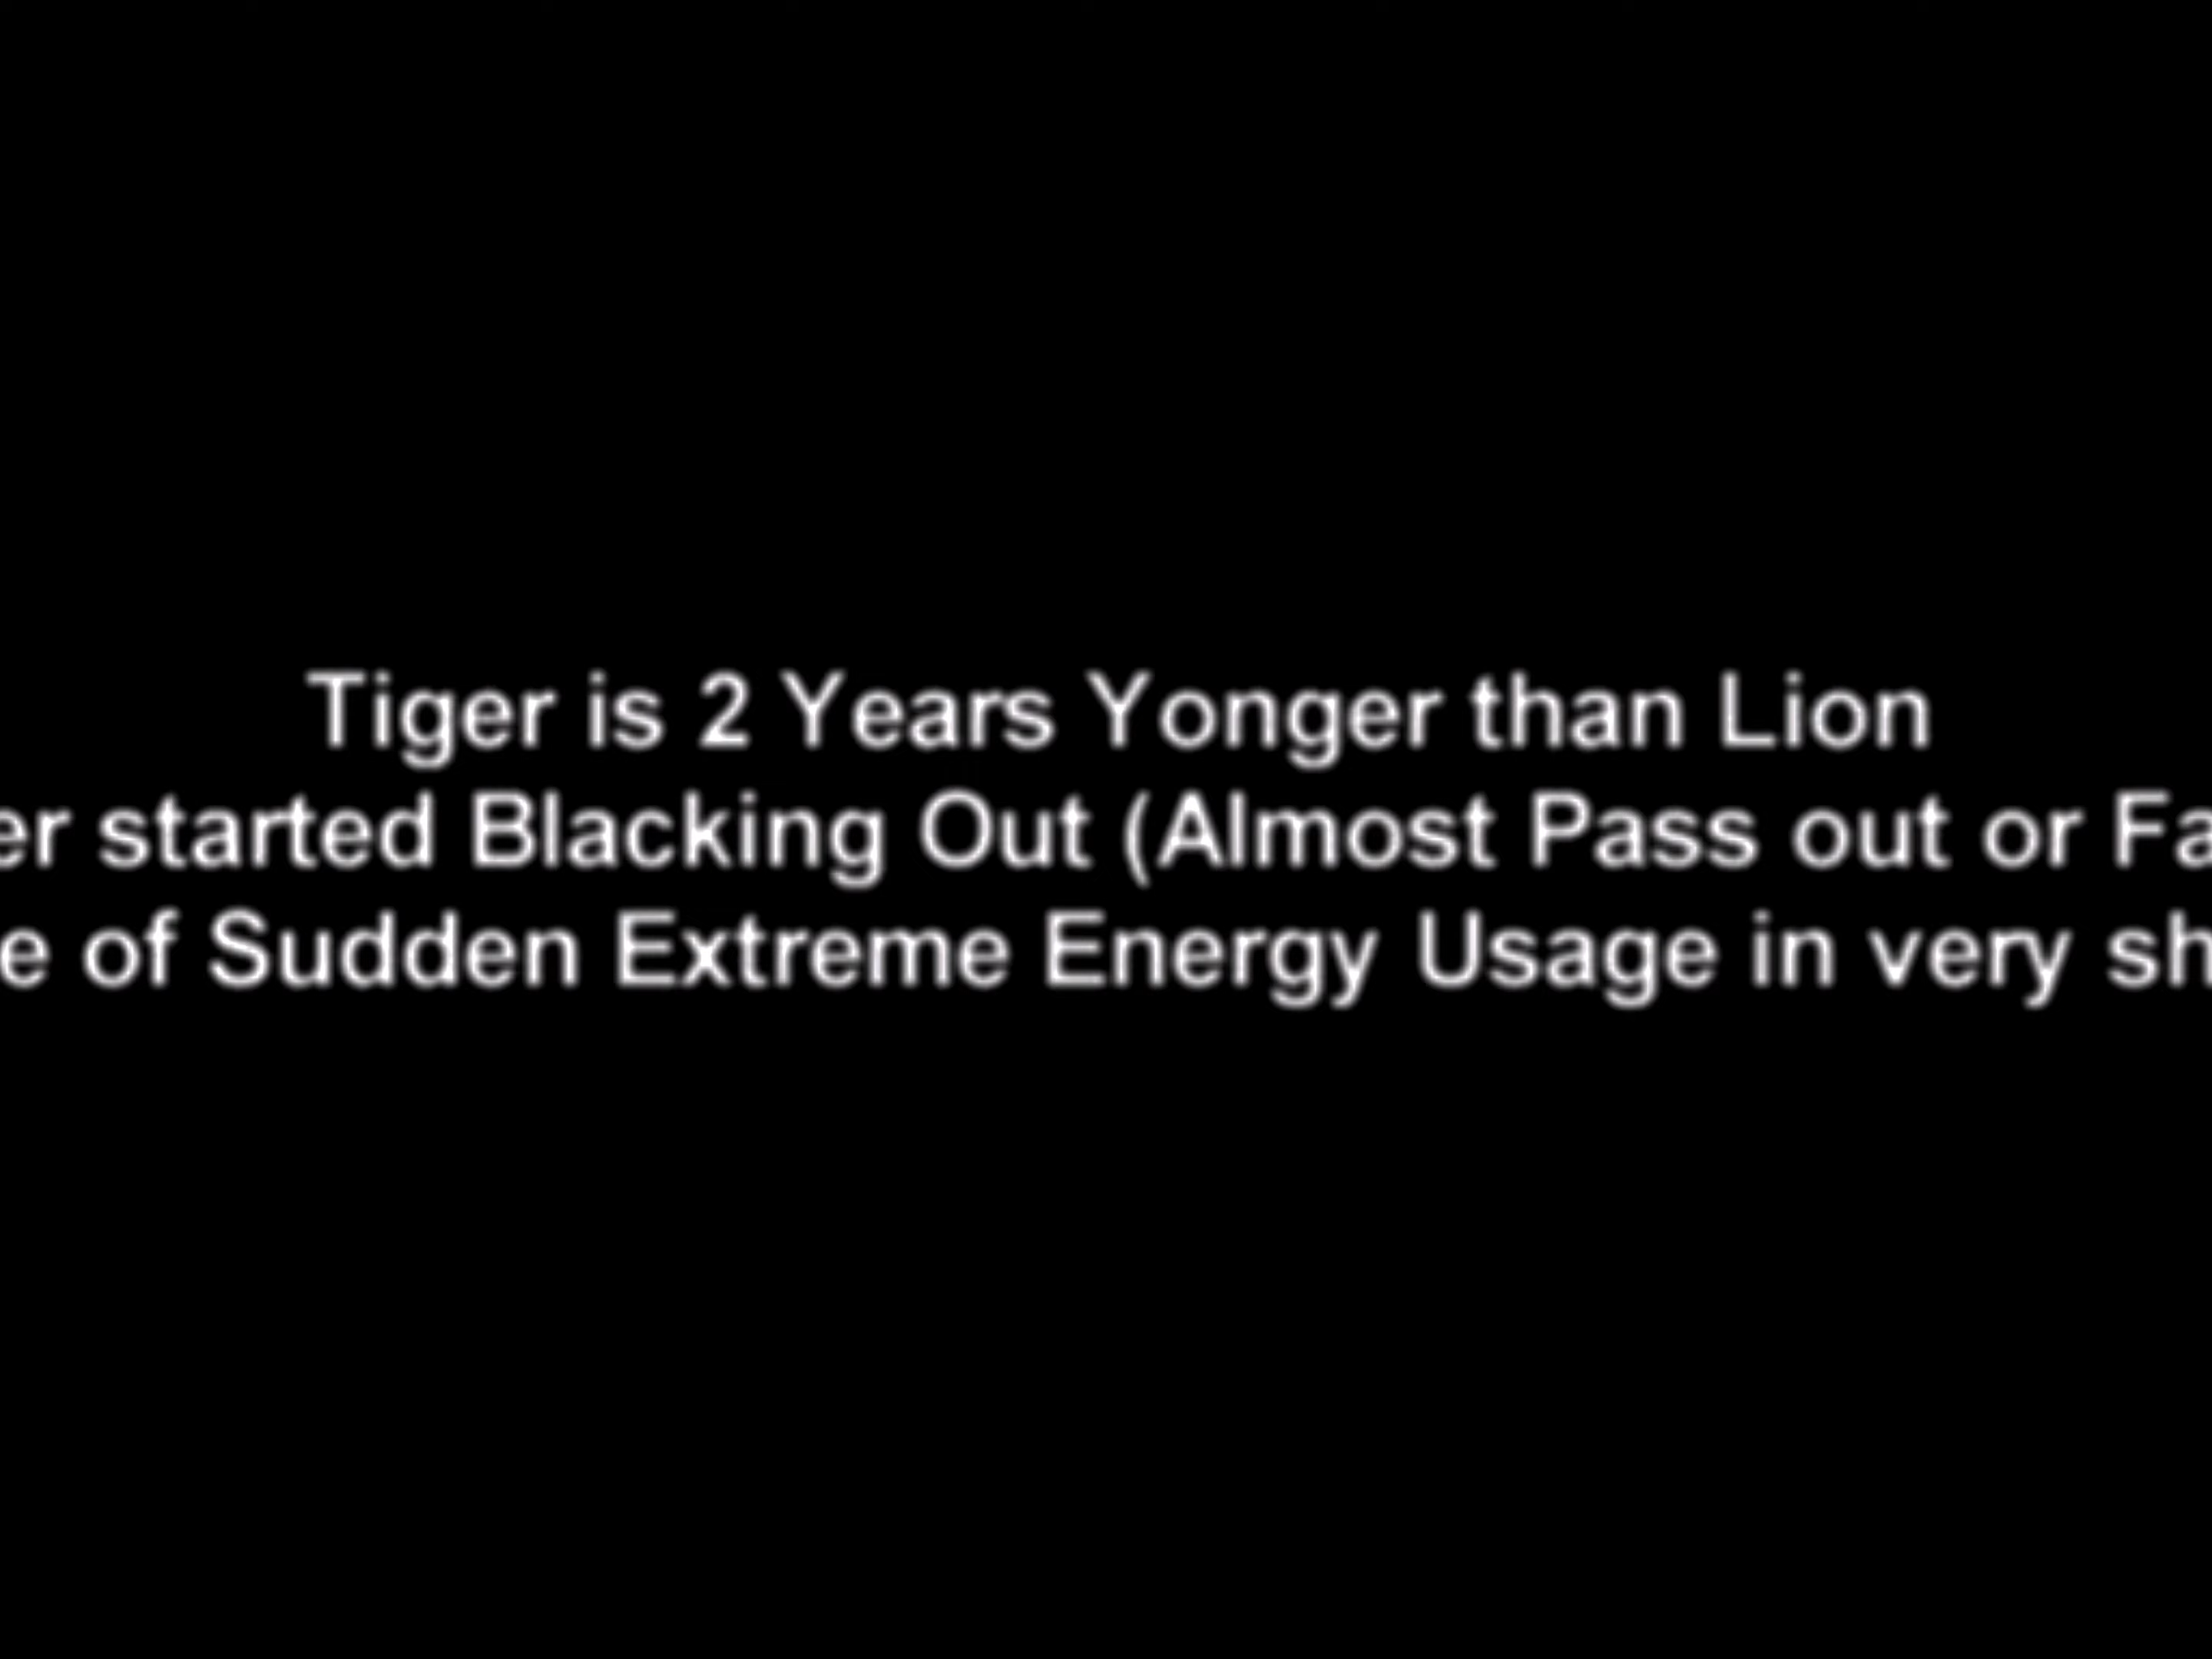 Tiger is 2 Years Yonger than Lion
er started Blacking Out (Almost Pass out or Fa
e of Sudden Extreme Energy Usage in very sh